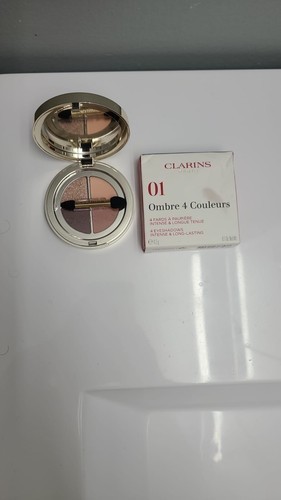 CLARINS
01
Ombre 4 Couleurs
4 FARDS À PAUPIÈRES
INTENSE & LONGUE TENUE
4 EYESHADOWS
INTENSE & LONG-LASTING